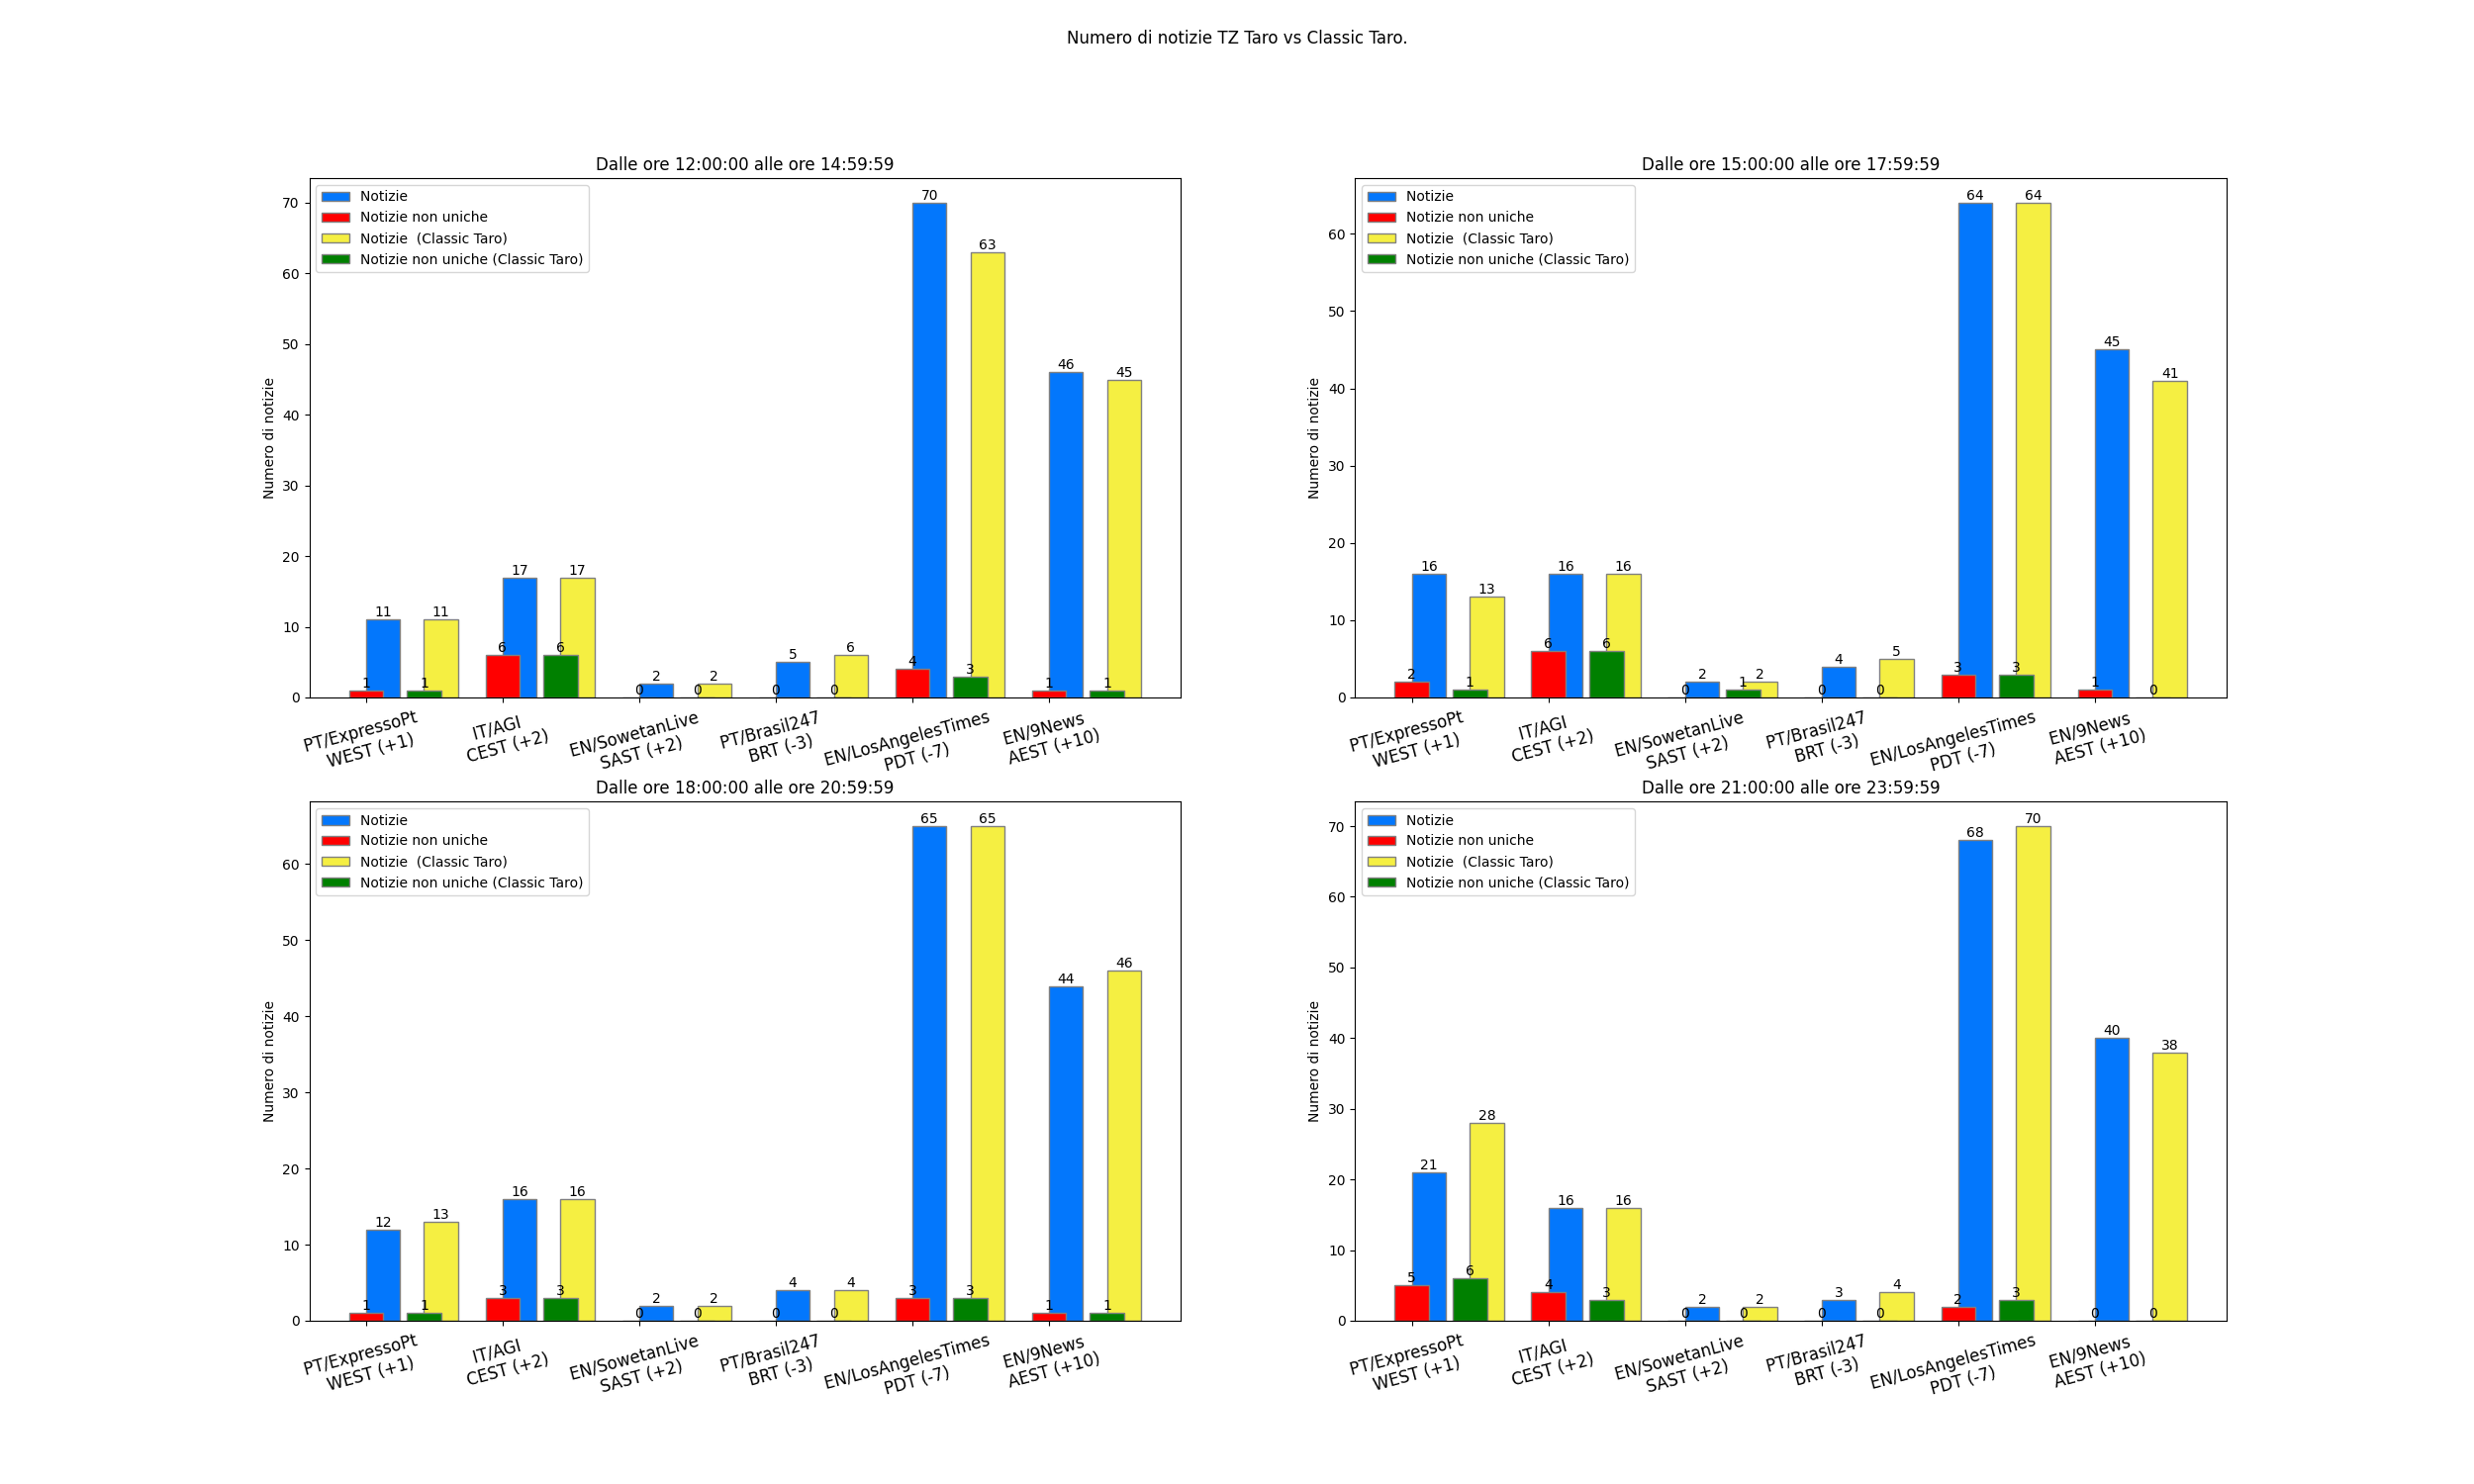 Numero di notizie TZ Taro vs Classic Taro.
Dalle ore 12:00:00 alle ore 14:59:59
Notizie
Notizie non uniche
Notizie  (Classic Taro)
Notizie non uniche (Classic Taro)
Numero di notizie
70
60
50
40
30
20
10
0
1
11
1
11
6
17
6
17
0
2
0
2
0
5
0
6
4
70
3
63
1
46
1
45
PT/ExpressoPt
WEST (+1)
IT/AGI
CEST (+2)
EN/SowetanLive
SAST (+2)
PT/Brasil247
BRT (-3)
EN/LosAngelesTimes
PDT (-7)
EN/9News
AEST (+10)
Dalle ore 15:00:00 alle ore 17:59:59
Notizie
Notizie non uniche
Notizie  (Classic Taro)
Notizie non uniche (Classic Taro)
Numero di notizie
60
50
40
30
20
10
0
2
16
1
13
6
16
6
16
0
2
1
2
0
4
0
5
3
64
3
64
1
45
0
41
PT/ExpressoPt
WEST (+1)
IT/AGI
CEST (+2)
EN/SowetanLive
SAST (+2)
PT/Brasil247
BRT (-3)
EN/LosAngelesTimes
PDT (-7)
EN/9News
AEST (+10)
Dalle ore 18:00:00 alle ore 20:59:59
Notizie
Notizie non uniche
Notizie  (Classic Taro)
Notizie non uniche (Classic Taro)
Numero di notizie
60
50
40
30
20
10
0
1
12
1
13
3
16
3
16
0
2
0
2
0
4
0
4
3
65
3
65
1
44
1
46
PT/ExpressoPt
WEST (+1)
IT/AGI
CEST (+2)
EN/SowetanLive
SAST (+2)
PT/Brasil247
BRT (-3)
EN/LosAngelesTimes
PDT (-7)
EN/9News
AEST (+10)
Dalle ore 21:00:00 alle ore 23:59:59
Notizie
Notizie non uniche
Notizie  (Classic Taro)
Notizie non uniche (Classic Taro)
Numero di notizie
70
60
50
40
30
20
10
0
5
21
6
28
4
16
3
16
0
2
0
2
0
3
0
4
2
68
3
70
0
40
0
38
PT/ExpressoPt
WEST (+1)
IT/AGI
CEST (+2)
EN/SowetanLive
SAST (+2)
PT/Brasil247
BRT (-3)
EN/LosAngelesTimes
PDT (-7)
EN/9News
AEST (+10)